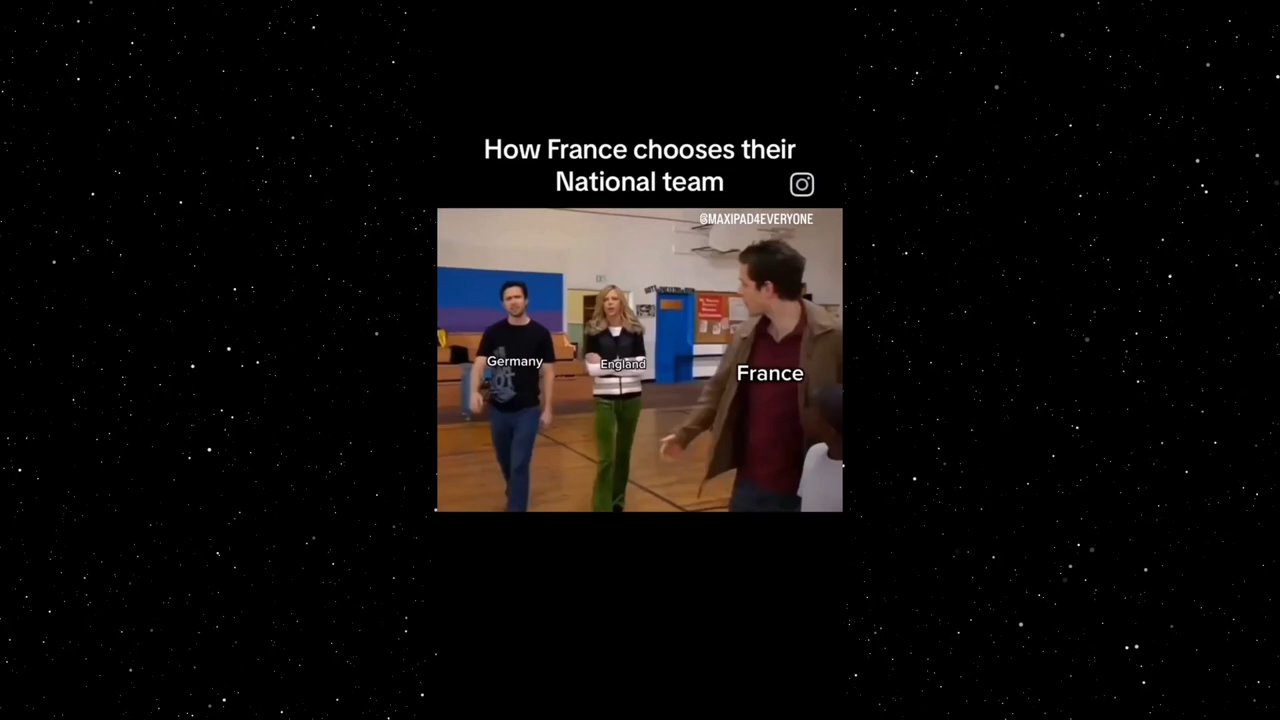 How France chooses their
National team
@MAXIPAD4EVERYONE
Germany
England
France